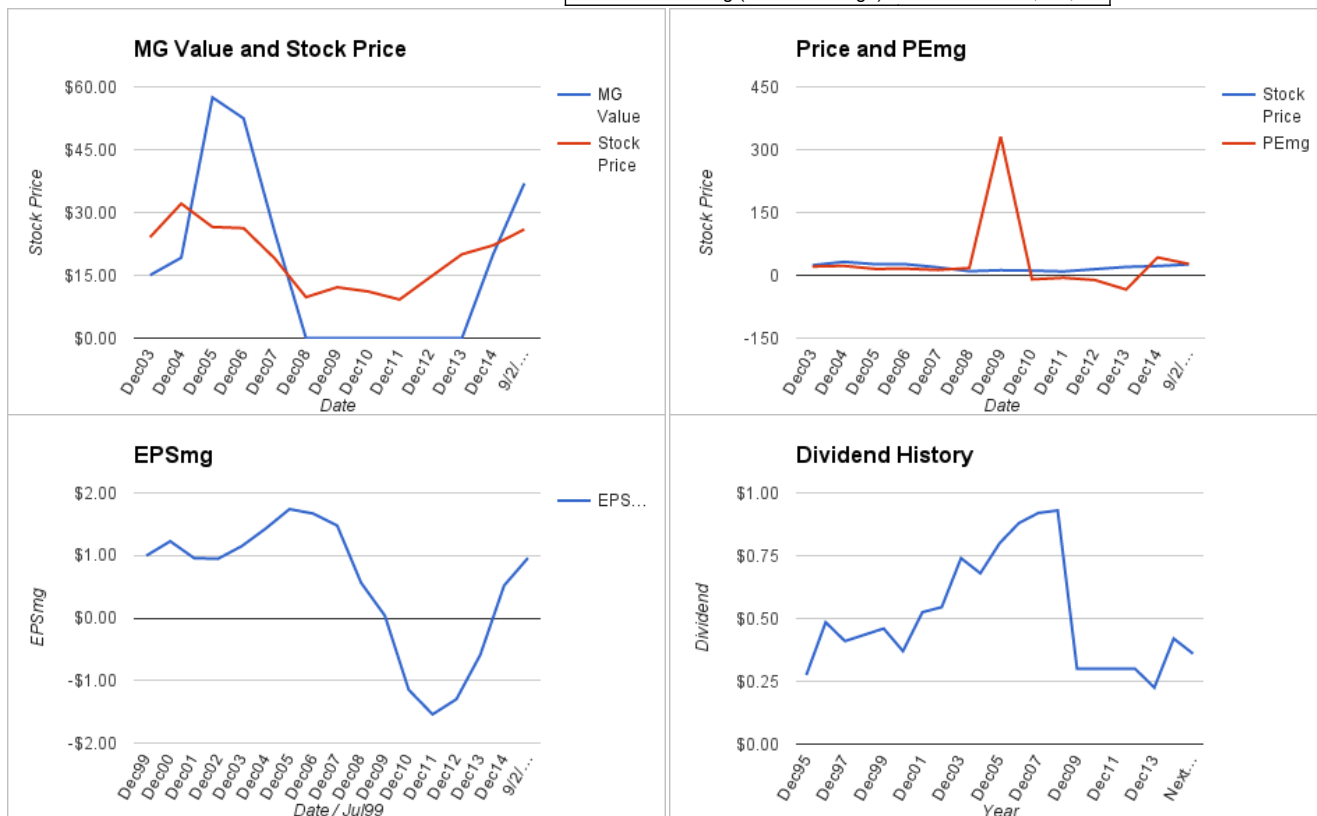 MG Value and Stock Price
$60.00
$45.00
$30.00
$15.00
$0.00
Stock Price
MG
Value
Stock
Price
Dec03
Dec04
Dec05
Dec06
Dec07
Dec08
Dec09
Dec10
Dec11
Dec12
Dec13
Dec14
9/2/...
Date
Price and PEmg
450
300
150
0
-150
Stock Price
Stock
Price
PEmg
Dec03
Dec04
Dec05
Dec06
Dec07
Dec08
Dec09
Dec10
Dec11
Dec12
Dec13
Dec14
9/2/...
Date
EPSmg
$2.00
$1.00
$0.00
-$1.00
-$2.00
EPSmg
EPS...
Dec99
Dec00
Dec01
Dec02
Dec03
Dec04
Dec05
Dec06
Dec07
Dec08
Dec09
Dec10
Dec11
Dec12
Dec13
Dec14
9/2/...
Date / Jul99
Dividend History
$1.00
$0.75
$0.50
$0.25
$0.00
Dividend
Dec95
Dec97
Dec99
Dec01
Dec03
Dec05
Dec07
Dec09
Dec11
Dec13
Next...
Year